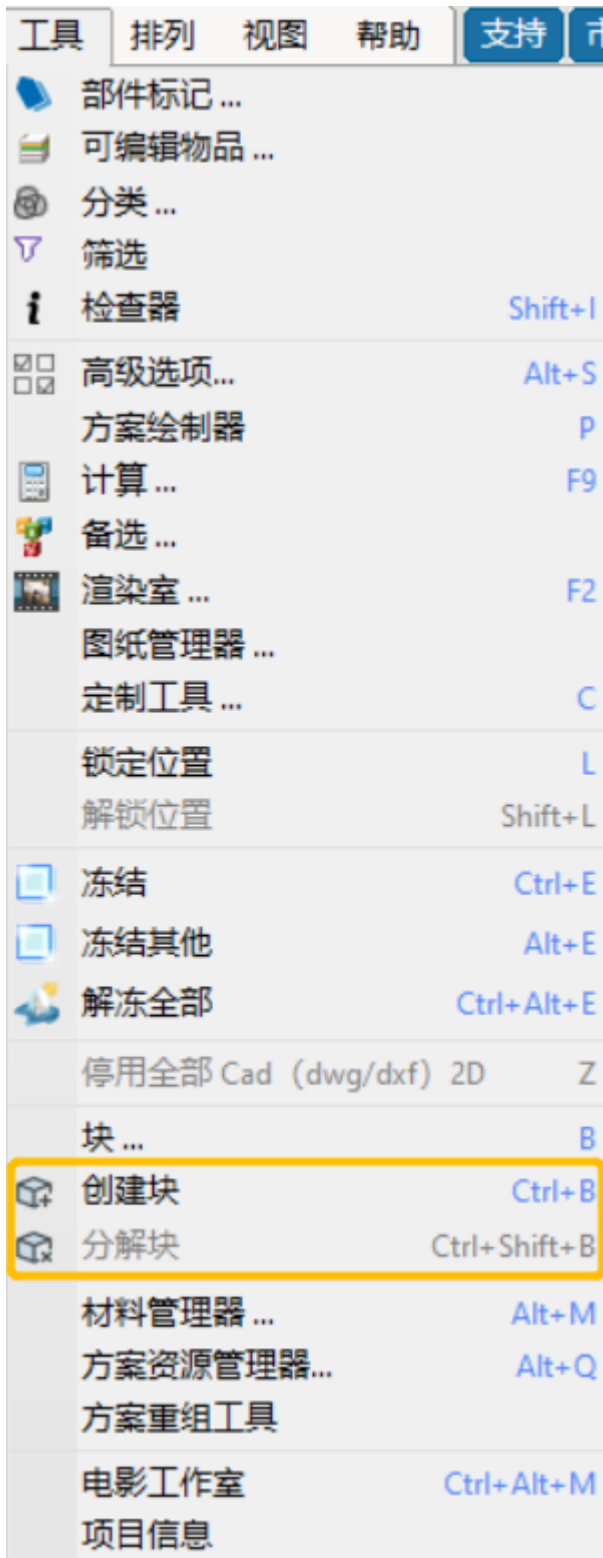 工具 排列 视图 帮助 支持
部件标记 ...
可编辑物品 ...
分类 ...
筛选
检查器 Shift+I
高级选项... Alt+S
方案绘制器 P
计算 ... F9
备选 ...
渲染室 ... F2
图纸管理器 ...
定制工具 ... C
锁定位置 L
解锁位置 Shift+L
冻结 Ctrl+E
冻结其他 Alt+E
解冻全部 Ctrl+Alt+E
停用全部 Cad（dwg/dxf）2D Z
块 ... B
创建块 Ctrl+B
分解块 Ctrl+Shift+B
材料管理器 ... Alt+M
方案资源管理器... Alt+Q
方案重组工具
电影工作室 Ctrl+Alt+M
项目信息